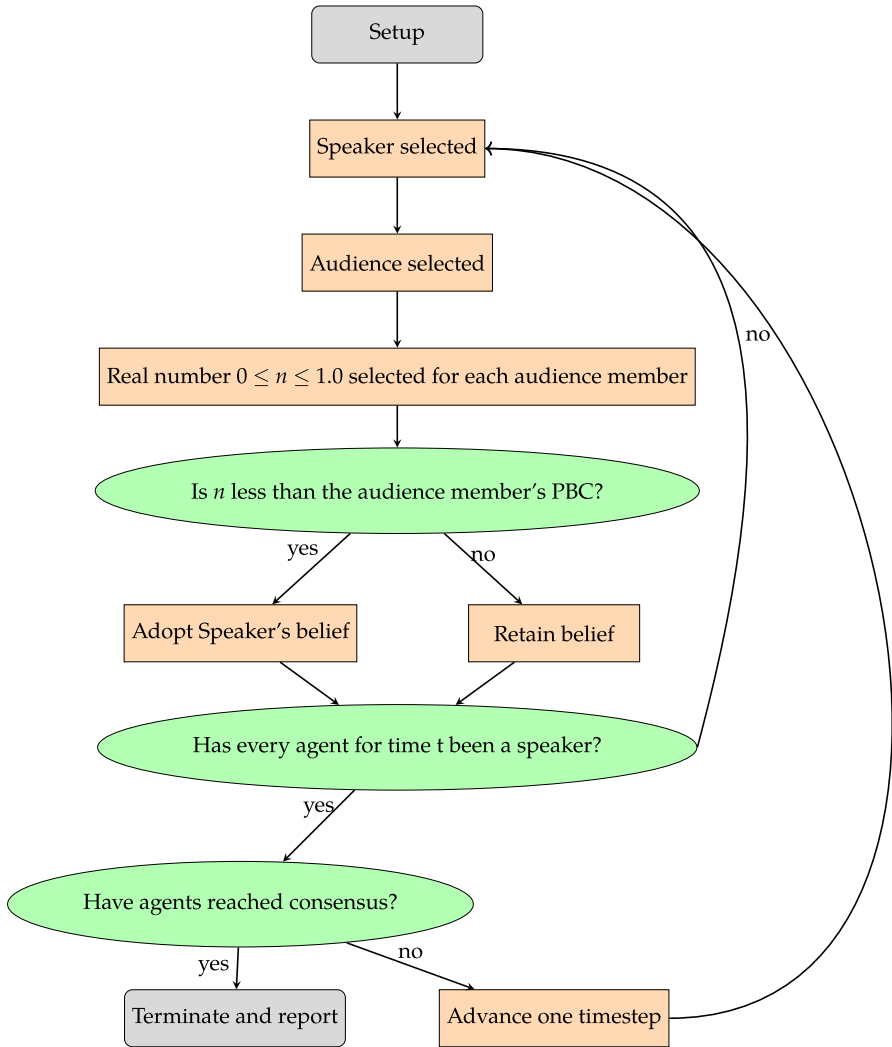 Setup
Speaker selected
Audience selected
no
Real number 0 ≤ n ≤ 1.0 selected for each audience member
Is n less than the audience member’s PBC?
yes
no
Adopt Speaker’s belief
Retain belief
Has every agent for time t been a speaker?
yes
Have agents reached consensus?
yes
no
Terminate and report
Advance one timestep